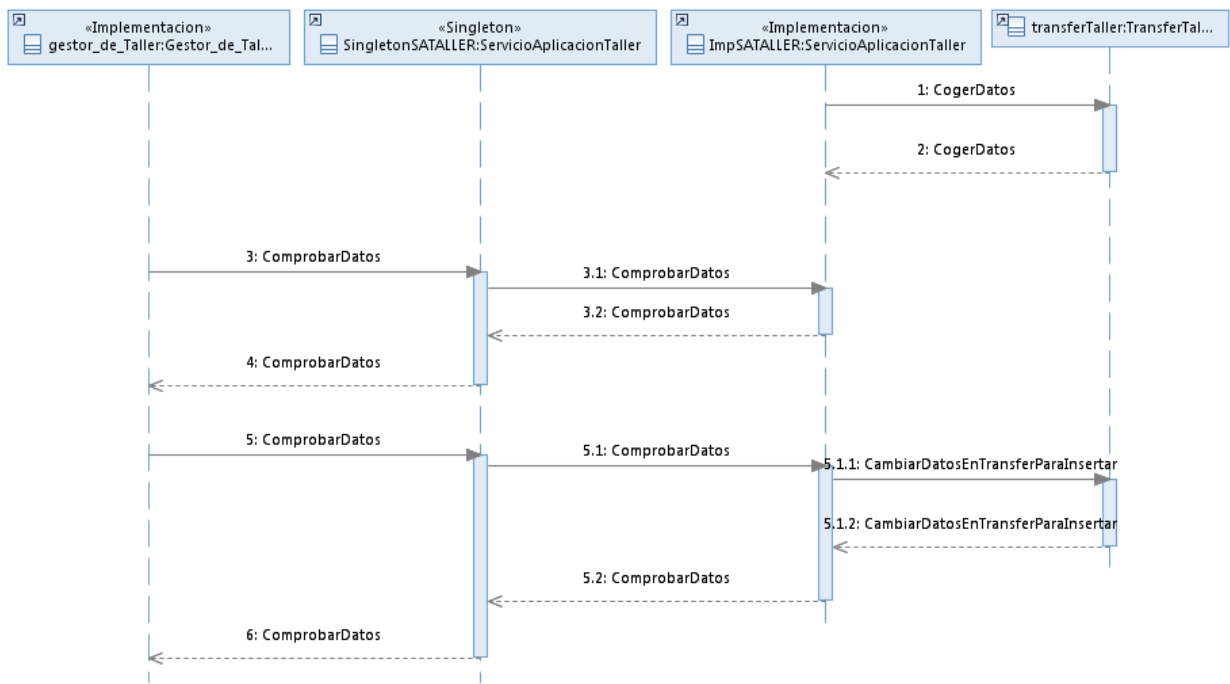 «Implementacion»
gestor_de_Taller:Gestor_de_Tal...
«Singleton»
SingletonSATALLER:ServicioAplicacionTaller
«Implementacion»
ImpSATALLER:ServicioAplicacionTaller
transferTaller:TransferTal...
1: CogerDatos
2: CogerDatos
3: ComprobarDatos
3.1: ComprobarDatos
3.2: ComprobarDatos
4: ComprobarDatos
5: ComprobarDatos
5.1: ComprobarDatos
5.1.1: CambiarDatosEnTransferParaInsertar
5.1.2: CambiarDatosEnTransferParaInsertar
5.2: ComprobarDatos
6: ComprobarDatos